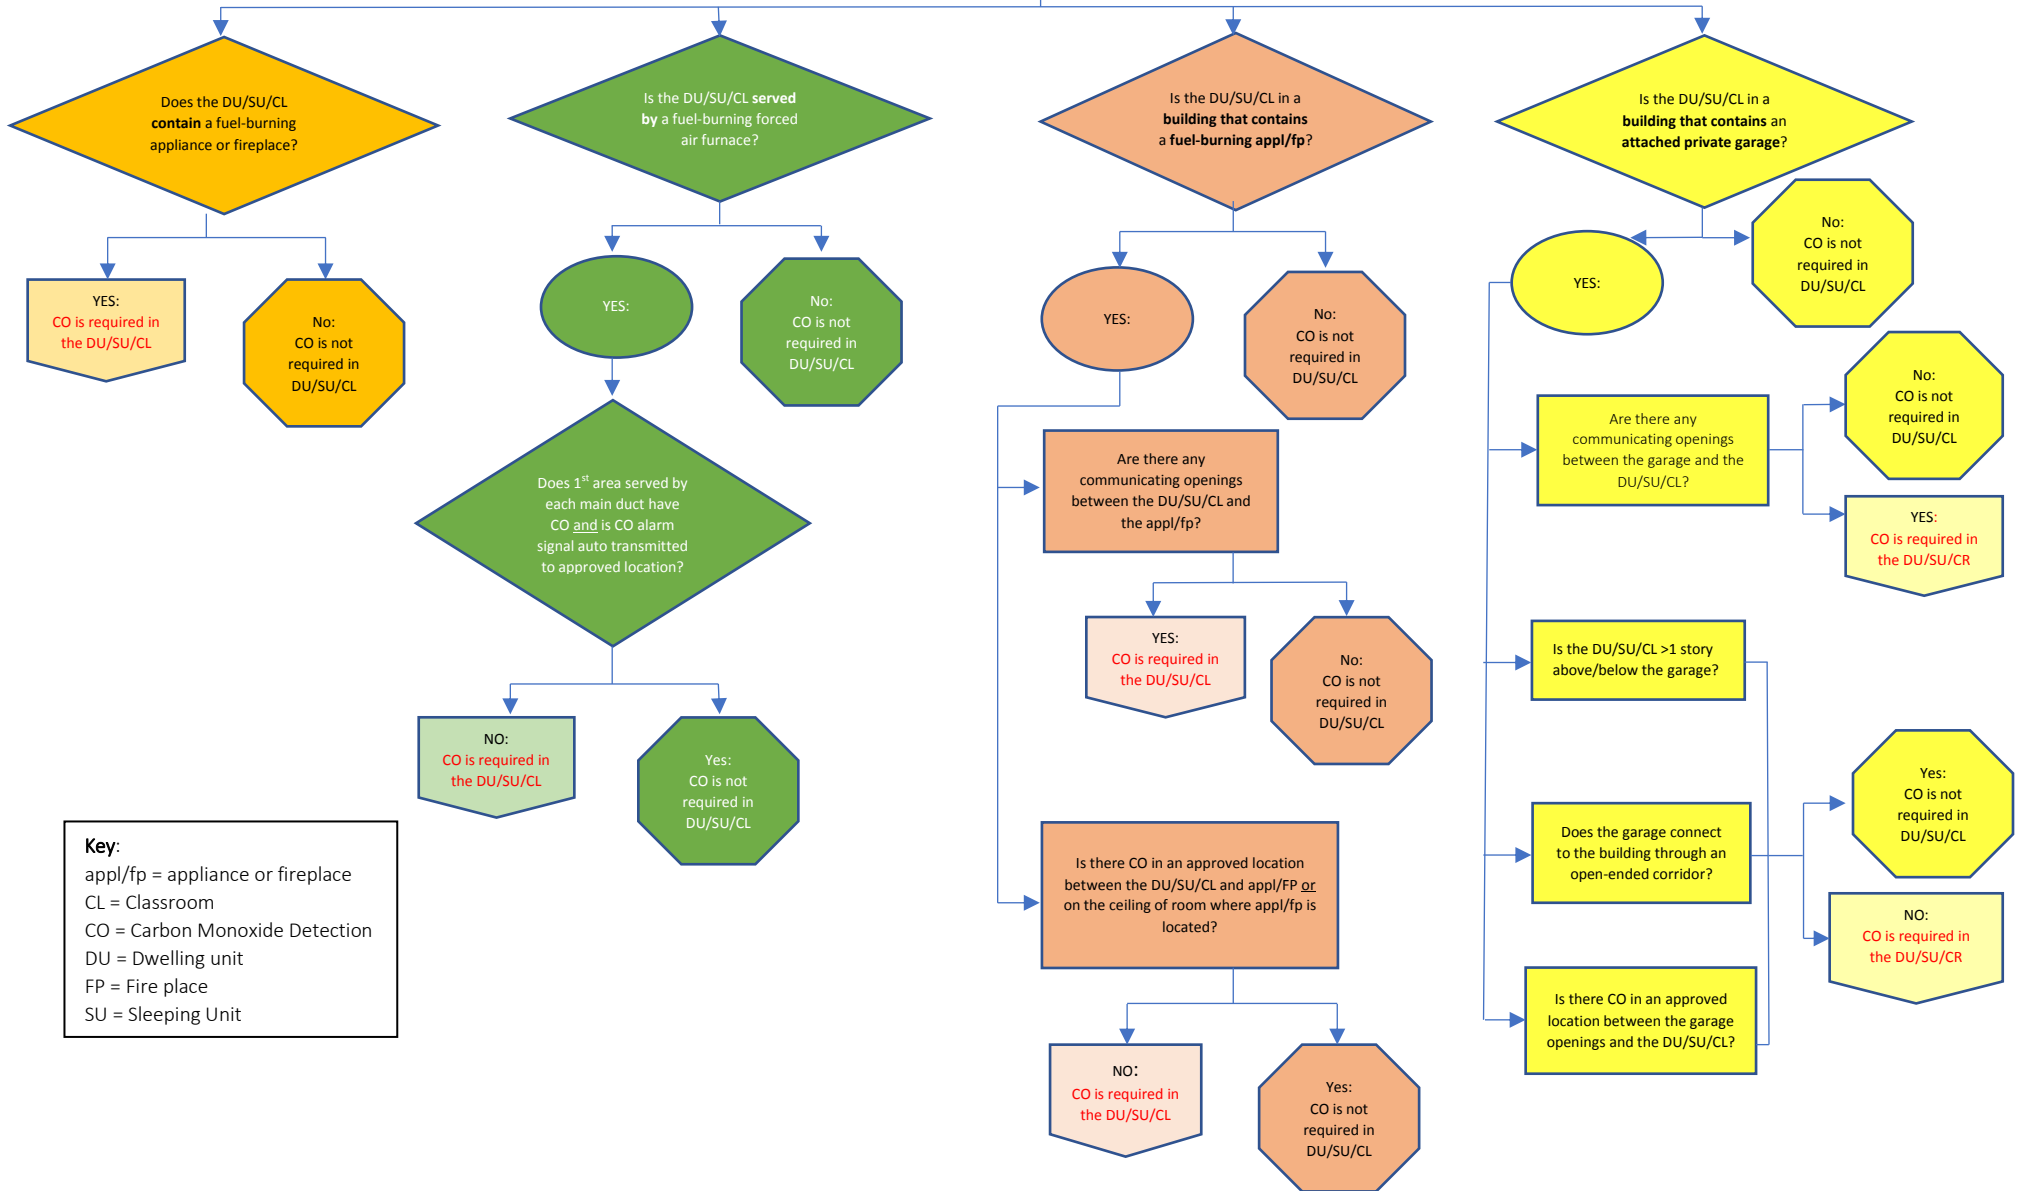 Does the DU/SU/CL
contain a fuel-burning
appliance or fireplace?
YES:
CO is required in
the DU/SU/CL
No:
CO is not
required in
DU/SU/CL
Is the DU/SU/CL served
by a fuel-burning forced
air furnace?
YES:
No:
CO is not
required in
DU/SU/CL
Does 1st area served by
each main duct have
CO and is CO alarm
signal auto transmitted
to approved location?
NO:
CO is required in
the DU/SU/CL
Yes:
CO is not
required in
DU/SU/CL
Is the DU/SU/CL in a
building that contains
a fuel-burning appl/fp?
YES:
No:
CO is not
required in
DU/SU/CL
Are there any
communicating openings
between the DU/SU/CL and
the appl/fp?
YES:
CO is required in
the DU/SU/CL
No:
CO is not
required in
DU/SU/CL
Is there CO in an approved location
between the DU/SU/CL and appl/FP or
on the ceiling of room where appl/fp is
located?
NO:
CO is required in
the DU/SU/CL
Yes:
CO is not
required in
DU/SU/CL
Is the DU/SU/CL in a
building that contains an
attached private garage?
YES:
No:
CO is not
required in
DU/SU/CL
Are there any
communicating openings
between the garage and the
DU/SU/CL?
No:
CO is not
required in
DU/SU/CL
YES:
CO is required in
the DU/SU/CR
Is the DU/SU/CL >1 story
above/below the garage?
Does the garage connect
to the building through an
open-ended corridor?
Is there CO in an approved
location between the garage
openings and the DU/SU/CL?
Yes:
CO is not
required in
DU/SU/CL
NO:
CO is required in
the DU/SU/CR
Key:
appl/fp = appliance or fireplace
CL = Classroom
CO = Carbon Monoxide Detection
DU = Dwelling unit
FP = Fire place
SU = Sleeping Unit